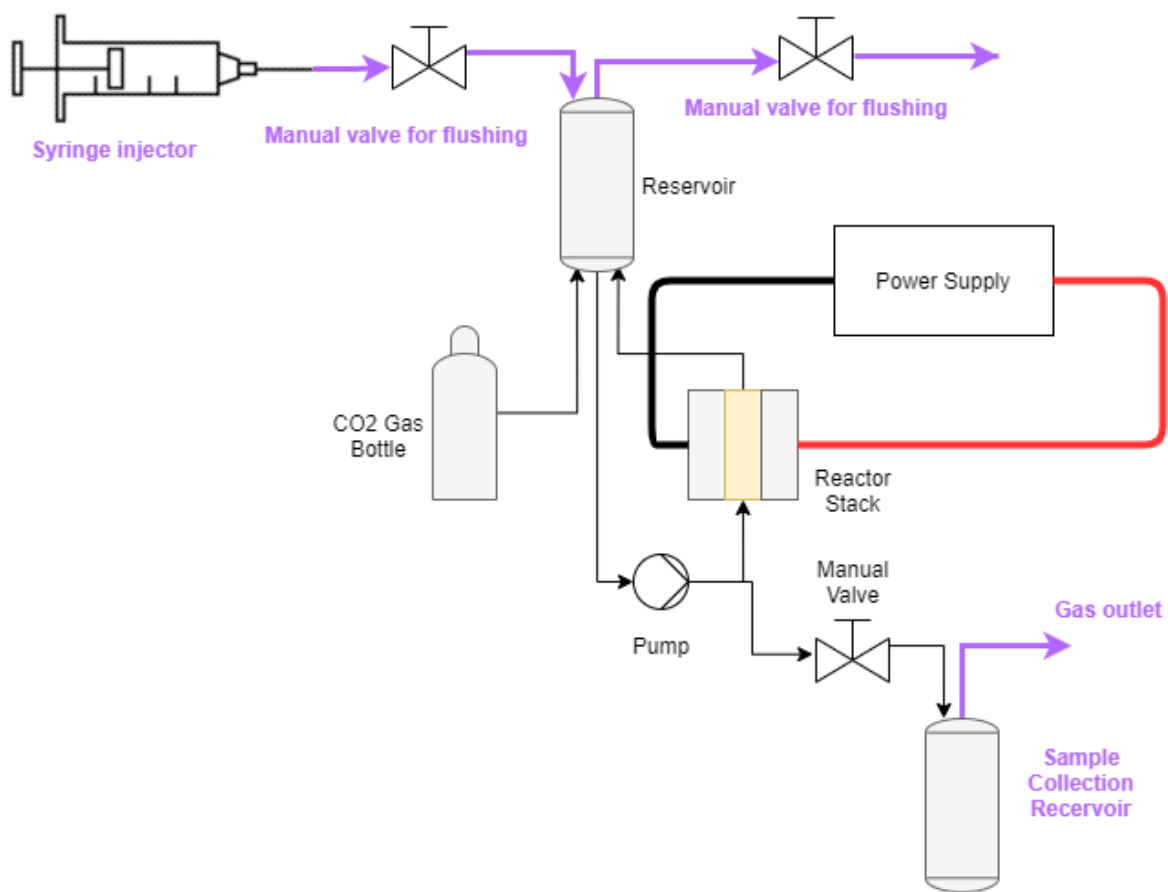 Manual valve for flushing
Manual valve for flushing
Syringe injector
Reservoir
Power Supply
CO2 Gas
Bottle
Reactor
Stack
Manual
Valve
Pump
Gas outlet
Sample
Collection
Recervoir